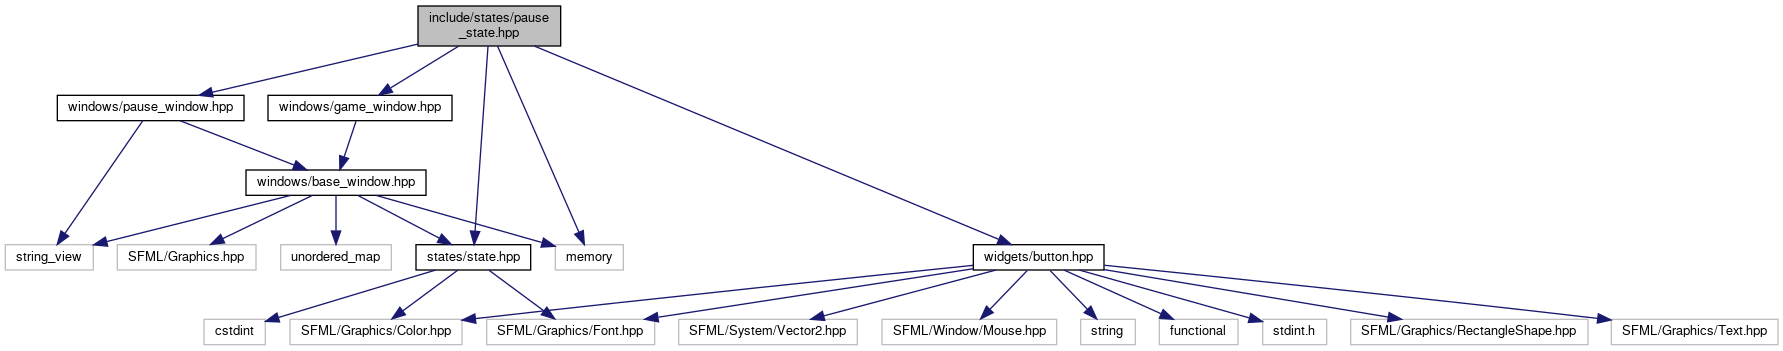 include/states/pause
_state.hpp
windows/pause_window.hpp
windows/game_window.hpp
windows/base_window.hpp
string_view
SFML/Graphics.hpp
unordered_map
states/state.hpp
memory
widgets/button.hpp
cstdint
SFML/Graphics/Color.hpp
SFML/Graphics/Font.hpp
SFML/System/Vector2.hpp
SFML/Window/Mouse.hpp
string
functional
stdint.h
SFML/Graphics/RectangleShape.hpp
SFML/Graphics/Text.hpp